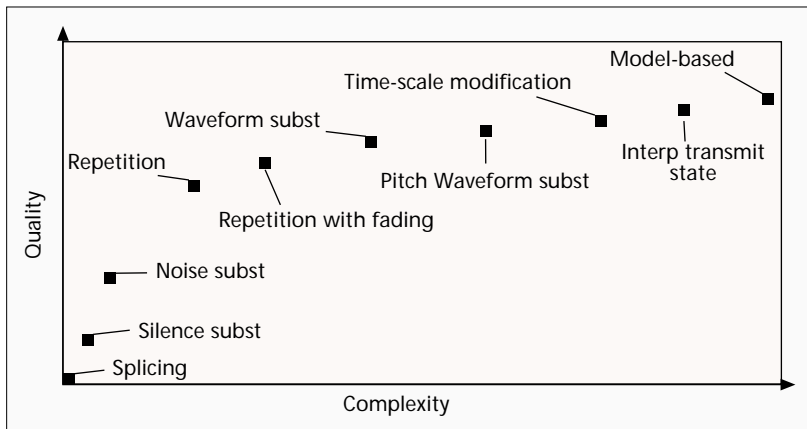 Model-based
Time-scale modification
Waveform subst
Interp transmit
state
Repetition
Pitch Waveform subst
Repetition with fading
Quality
Noise subst
Silence subst
Splicing
Complexity